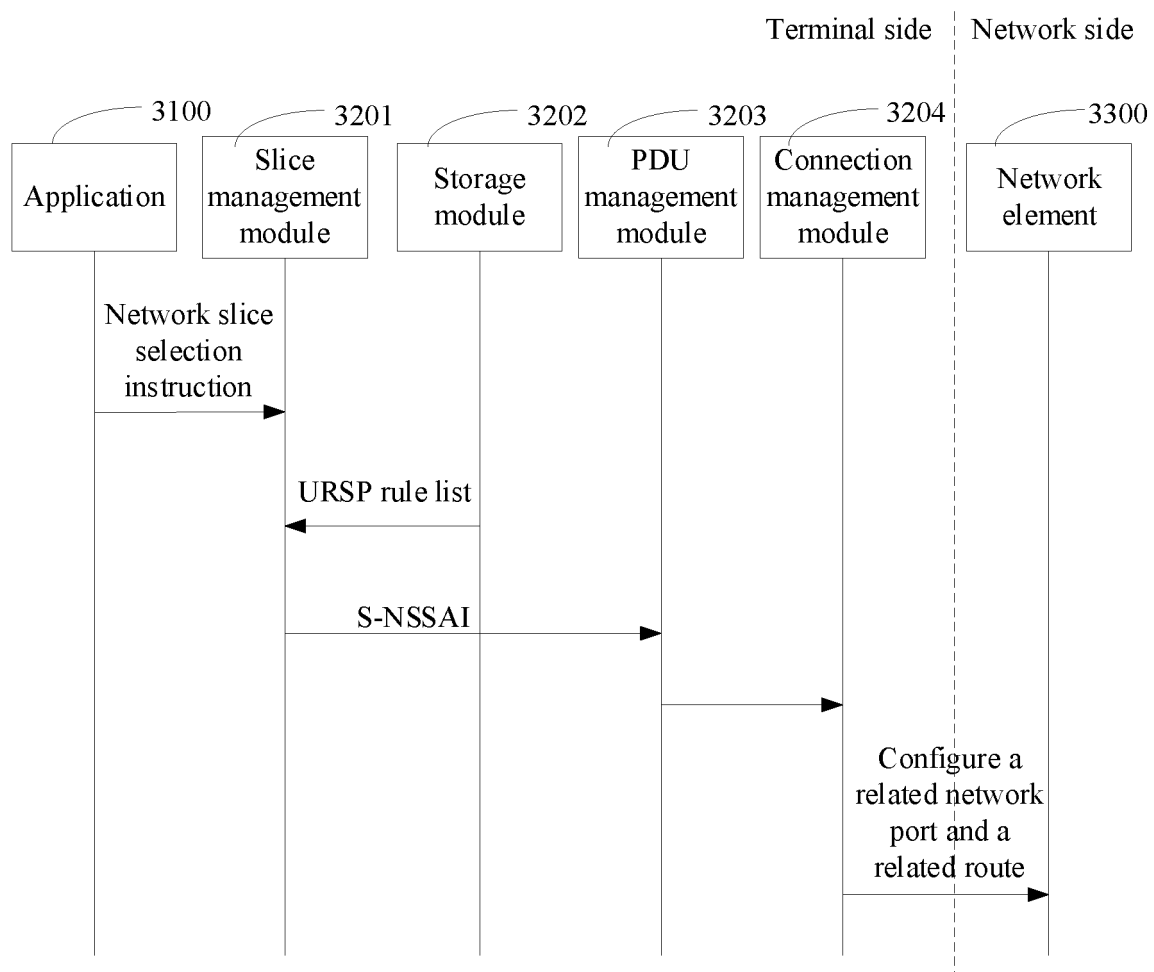 Terminal side
Network side
3100
3201
3202
3203
3204
3300
Application
Slice
management
module
Storage
module
PDU
management
module
Connection
management
module
Network
element
Network slice
selection
instruction
URSP rule list
S-NSSAI
Configure a
related network
port and a
related route